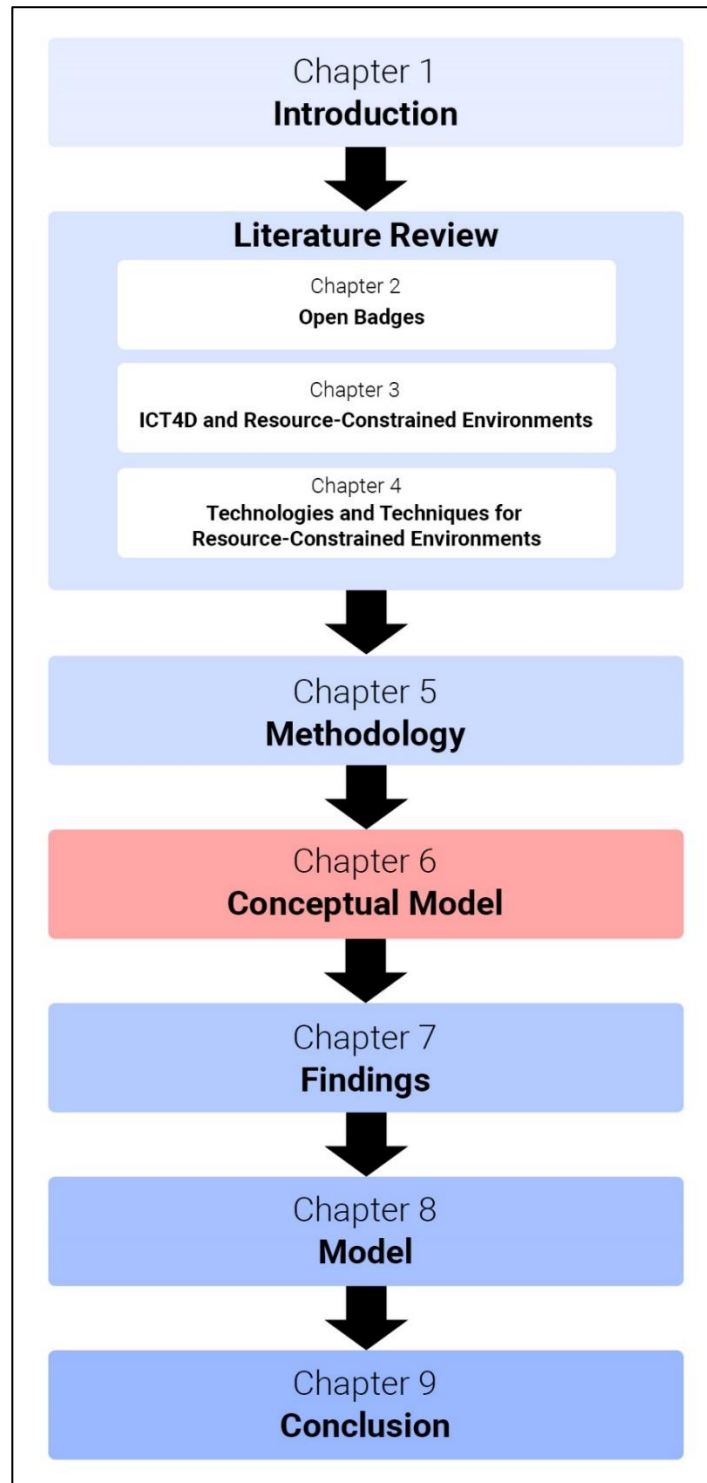 Chapter 1
Introduction
Literature Review
Chapter 2
Open Badges
Chapter 3
ICT4D and Resource-Constrained Environments
Chapter 4
Technologies and Techniques for
Resource-Constrained Environments
Chapter 5
Methodology
Chapter 6
Conceptual Model
Chapter 7
Findings
Chapter 8
Model
Chapter 9
Conclusion